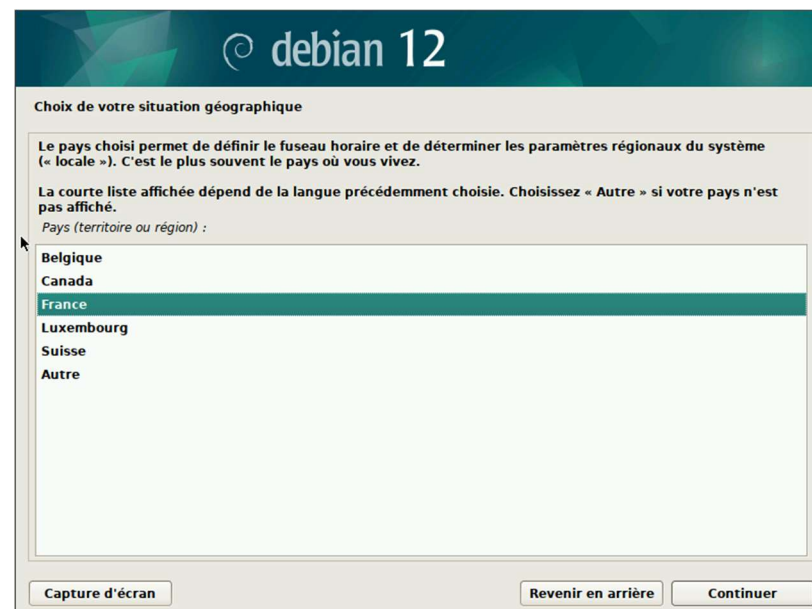 debian 12
Choix de votre situation géographique
Le pays choisi permet de définir le fuseau horaire et de déterminer les paramètres régionaux du système
(« locale »). C'est le plus souvent le pays où vous vivez.
La courte liste affichée dépend de la langue précédemment choisie. Choisissez « Autre » si votre pays n'est
pas affiché.
Pays (territoire ou région) :
Belgique
Canada
France
Luxembourg
Suisse
Autre
Capture d'écran
Revenir en arrière
Continuer